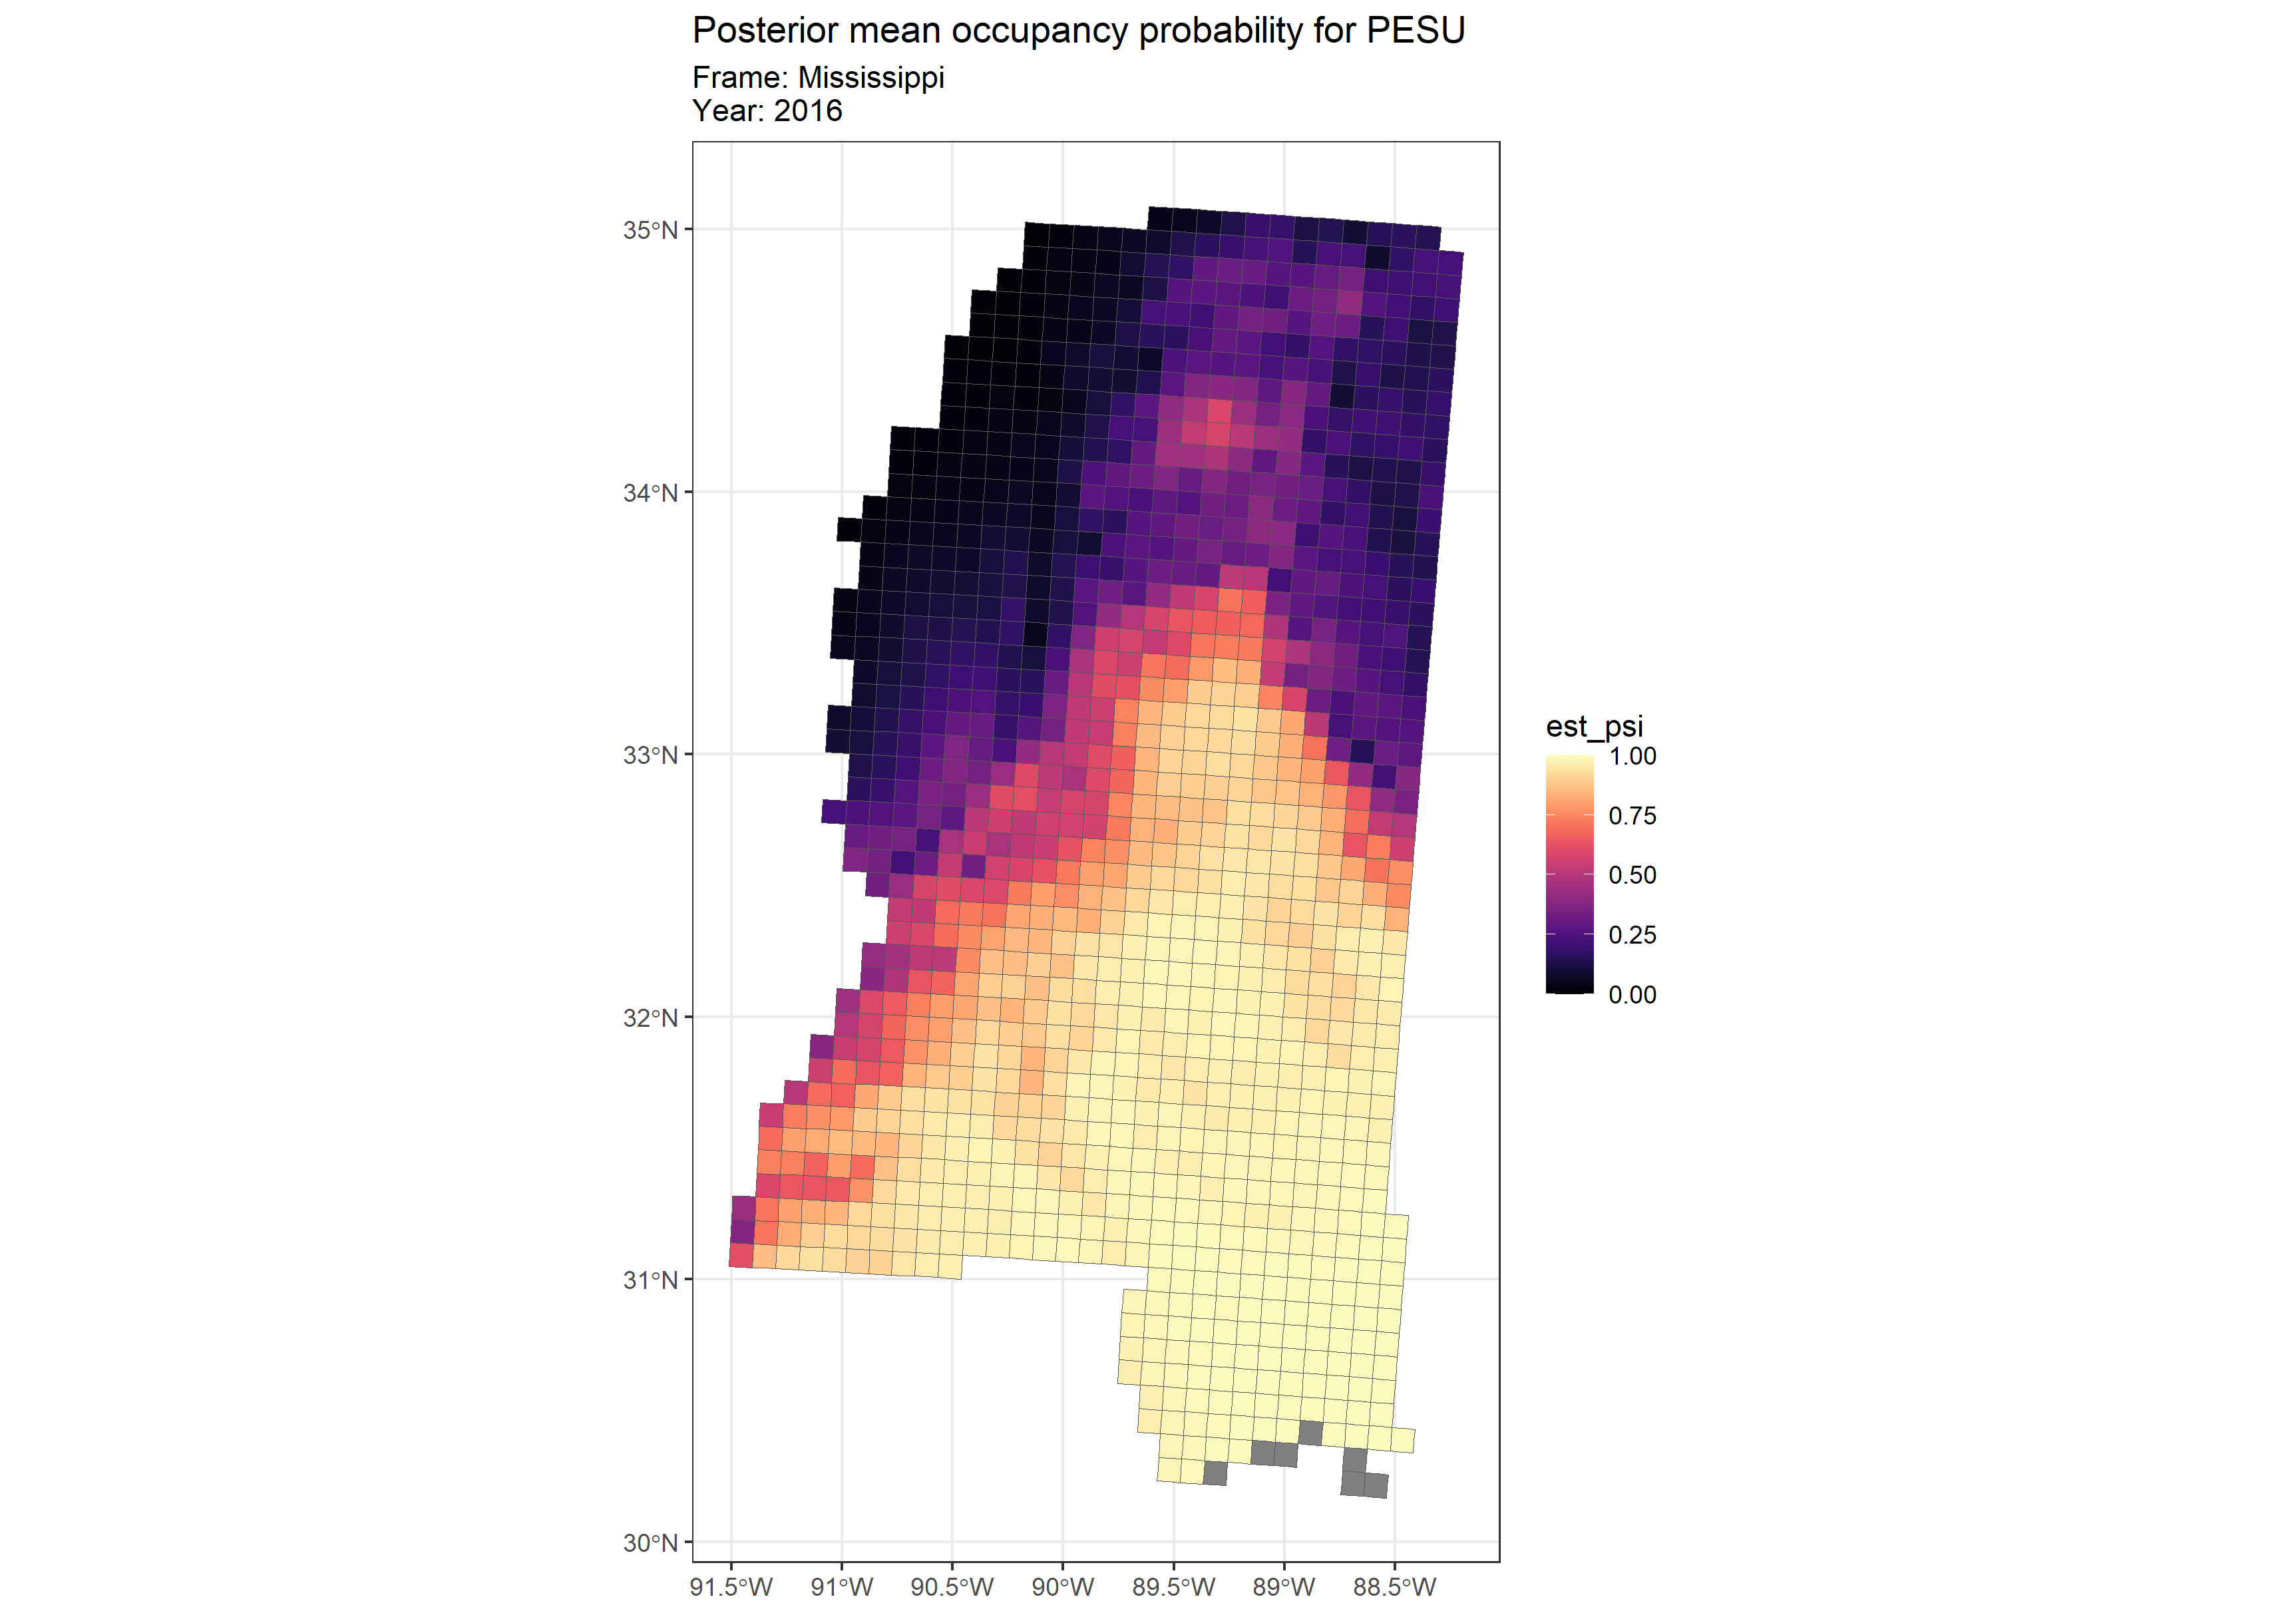 Posterior mean occupancy probability for PESU
Frame: Mississippi
Year: 2016
35°N
34°N
33°N
32°N
31°N
30°N
91.5°W 91°W 90.5°W 90°W 89.5°W 89°W 88.5°W
est_psi
1.00
0.75
0.50
0.25
0.00